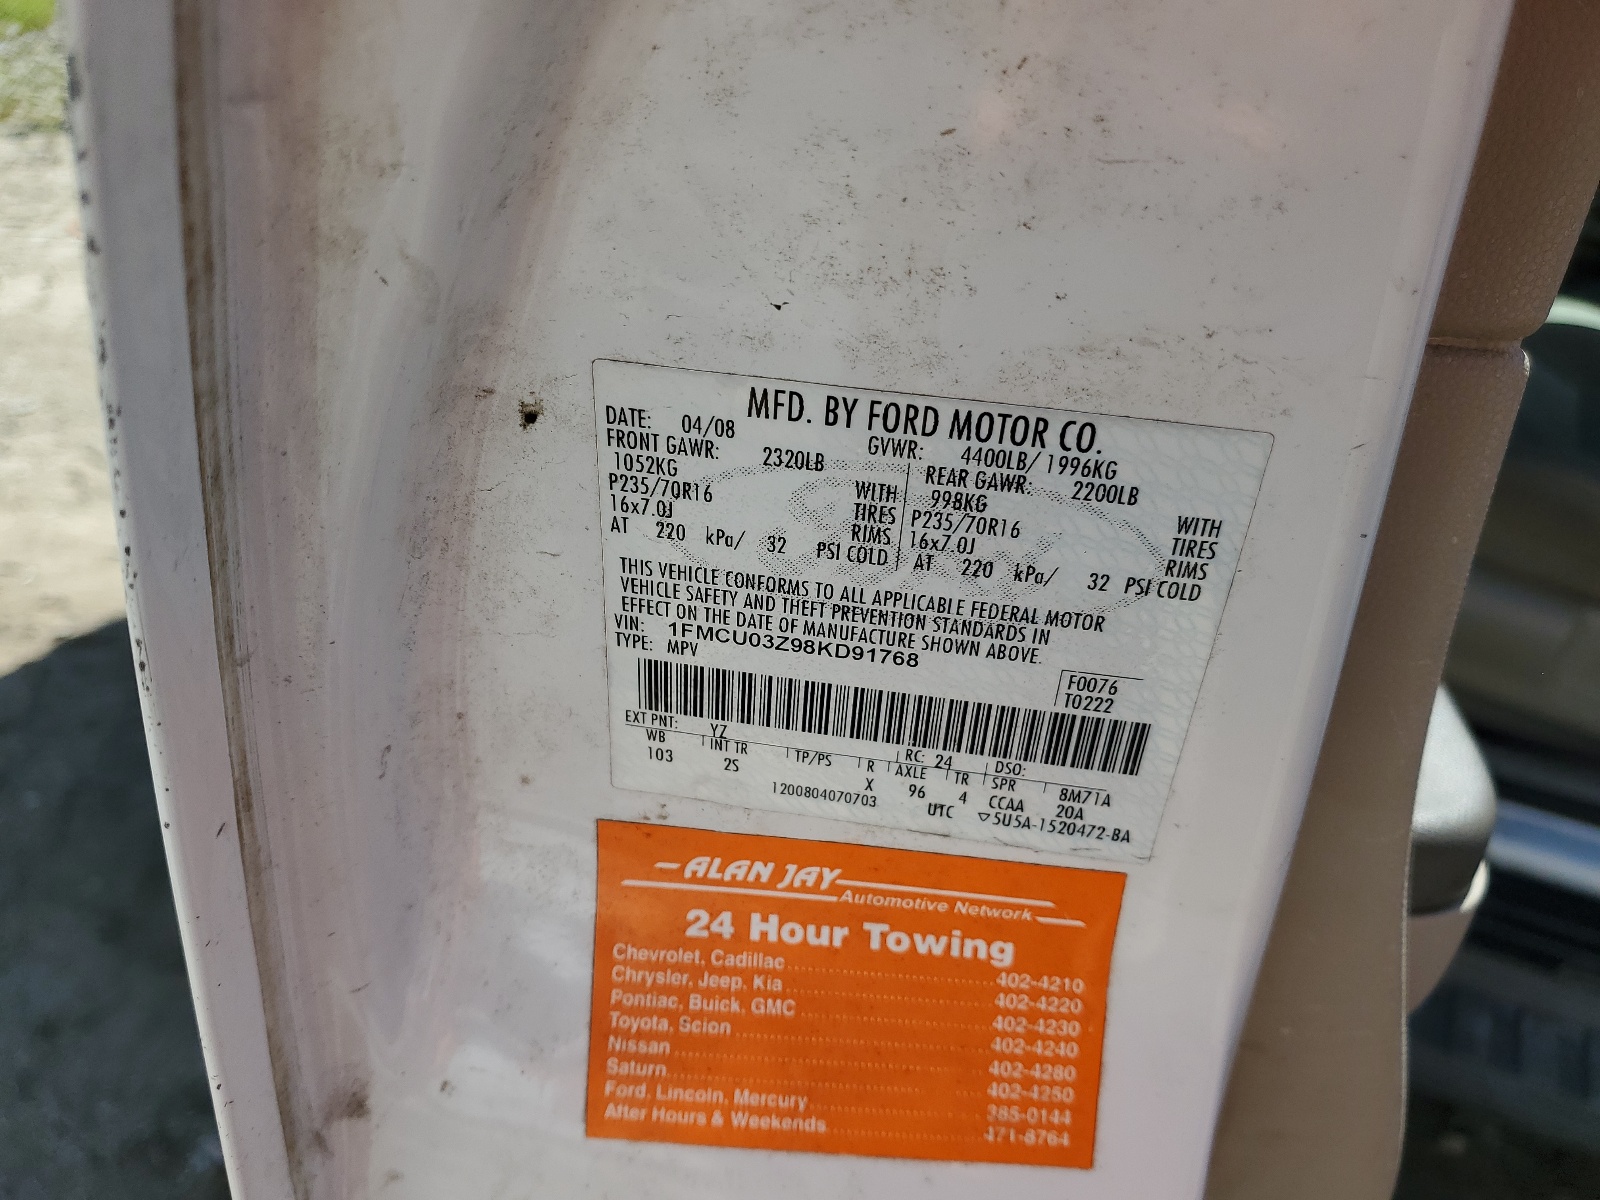 MFD. BY FORD MOTOR CO.
DATE: 04/08 GVWR: 4400LB/ 1996KG
FRONT GAWR: 2320LB REAR GAWR: 2200LB
1052KG WITH 998KG WITH
P235/70R16 TIRES P235/70R16 TIRES
16x7.0J RIMS 16x7.0J RIMS
AT 220 kPa/ 32 PSI COLD AT 220 kPa/ 32 PSI COLD
THIS VEHICLE CONFORMS TO ALL APPLICABLE FEDERAL MOTOR
VEHICLE SAFETY AND THEFT PREVENTION STANDARDS IN
EFFECT ON THE DATE OF MANUFACTURE SHOWN ABOVE.
VIN: 1FMCU03Z98KD91768
TYPE: MPV
F0076
T0222
EXT PNT: YZ RC: 24 DSO:
WB INT TR TP/PS R AXLE TR SPR 8M71A
103 2S X 96 4 CCAA 20A
1200804070703 UTC ▽5U5A-1520472-BA
ALAN JAY
Automotive Network
24 Hour Towing
Chevrolet, Cadillac 402-4210
Chrysler, Jeep, Kia 402-4220
Pontiac, Buick, GMC 402-4230
Toyota, Scion 402-4240
Nissan 402-4280
Saturn 402-4250
Ford, Lincoln, Mercury 385-0144
After Hours & Weekends 471-8764